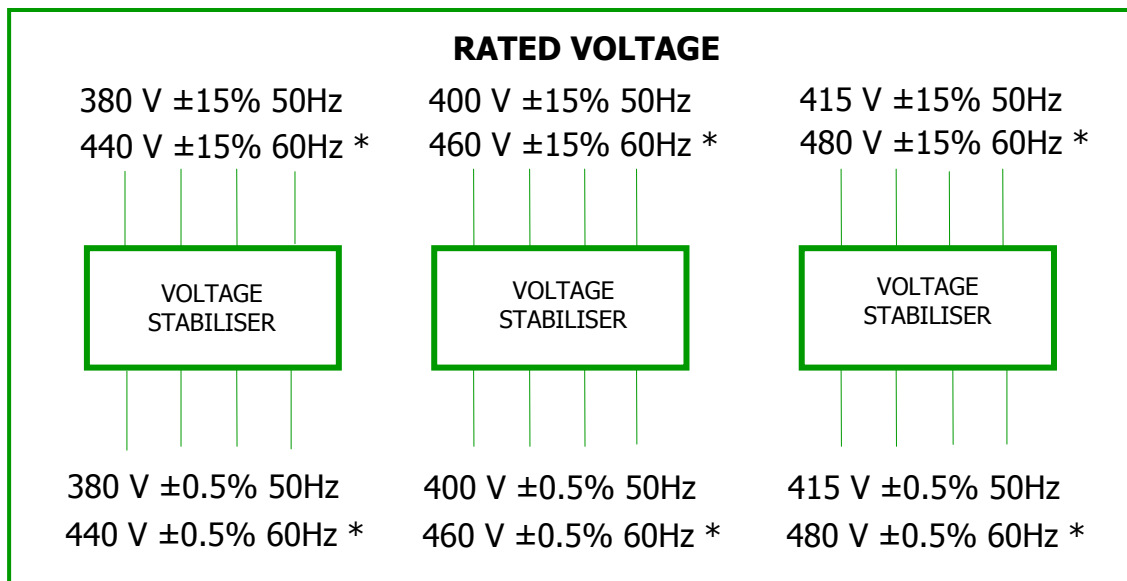 RATED VOLTAGE
380 V ±15% 50Hz
440 V ±15% 60Hz *
400 V ±15% 50Hz
460 V ±15% 60Hz *
415 V ±15% 50Hz
480 V ±15% 60Hz *
VOLTAGE
STABILISER
VOLTAGE
STABILISER
VOLTAGE
STABILISER
380 V ±0.5% 50Hz
440 V ±0.5% 60Hz *
400 V ±0.5% 50Hz
460 V ±0.5% 60Hz *
415 V ±0.5% 50Hz
480 V ±0.5% 60Hz *